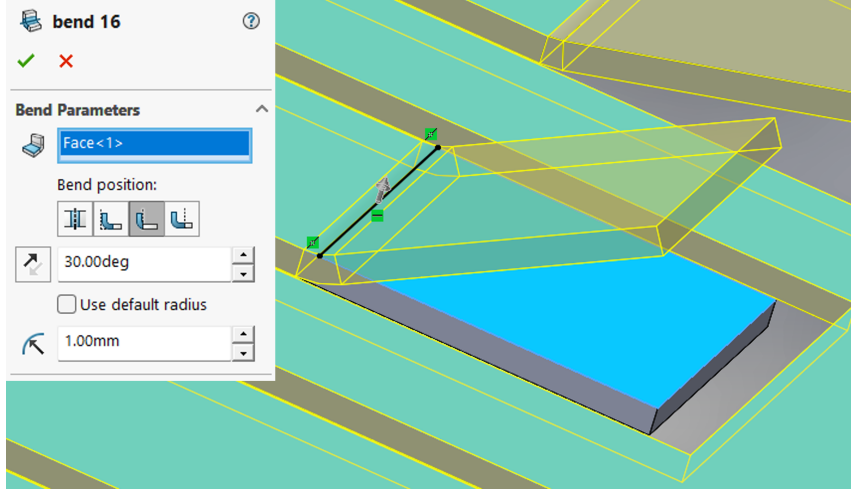 bend 16
Bend Parameters
Face<1>
Bend position:
30.00deg
Use default radius
1.00mm